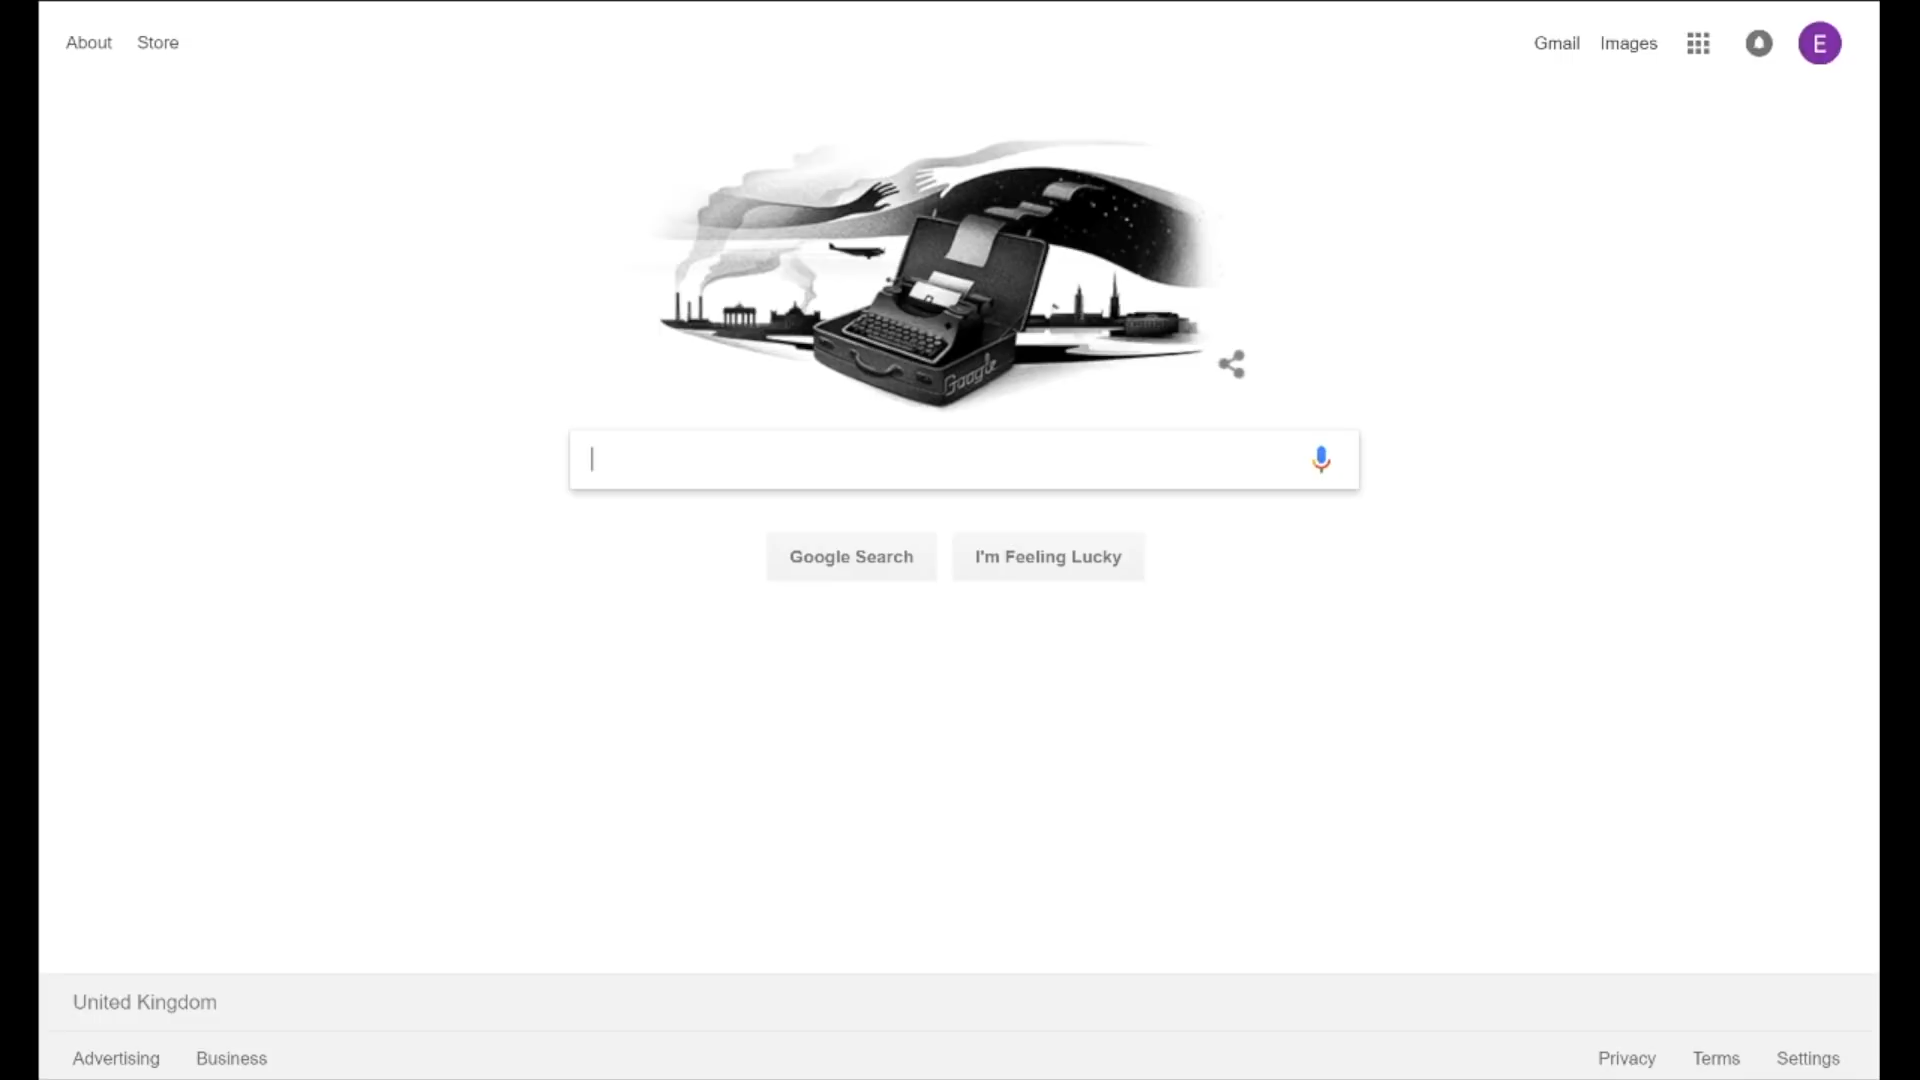 About Store
Gmail Images E
Google
Google Search I'm Feeling Lucky
United Kingdom
Advertising Business
Privacy Terms Settings